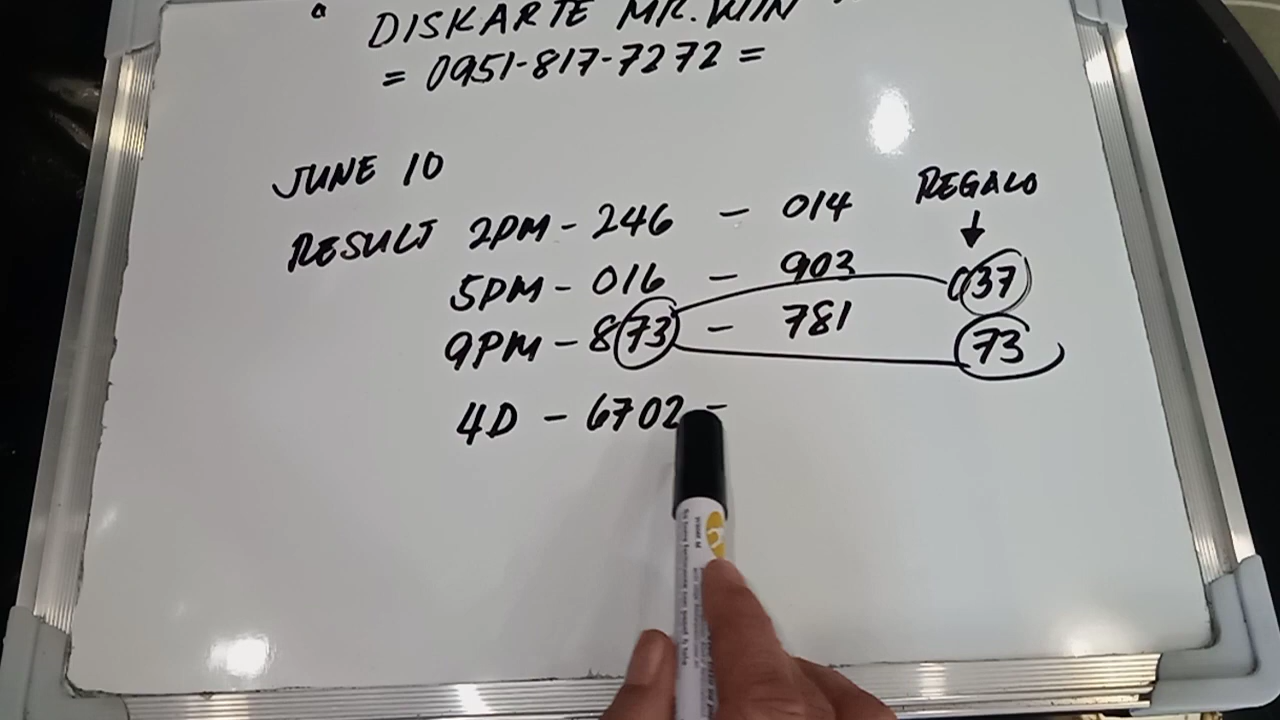 " DISKARTE MR. WIN "
= 0951-817-7272 =
JUNE 10
RESULT 2PM - 246 - 014 REGALO
5PM - 016 - 903 037
9PM - 873 - 781 73
4D - 6702 -